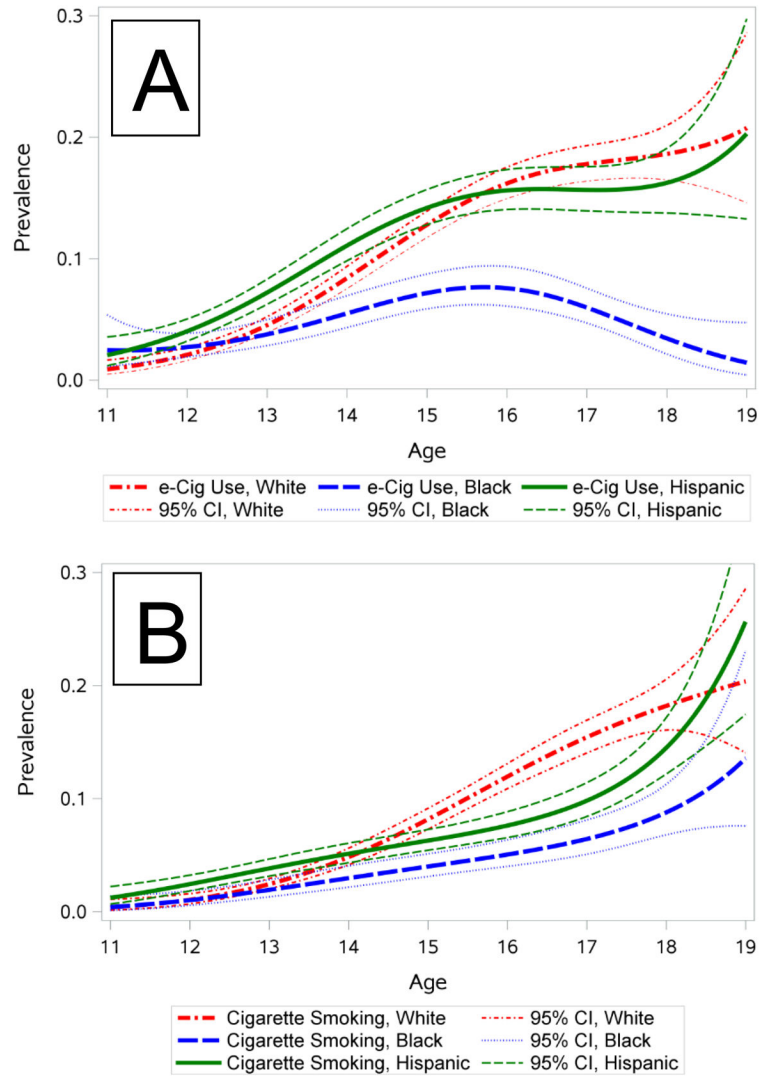 A
0.3
0.2
0.1
0.0
Prevalence
11 12 13 14 15 16 17 18 19
Age
e-Cig Use, White e-Cig Use, Black e-Cig Use, Hispanic
95% CI, White 95% CI, Black 95% CI, Hispanic
B
0.3
0.2
0.1
0.0
Prevalence
11 12 13 14 15 16 17 18 19
Age
Cigarette Smoking, White 95% CI, White
Cigarette Smoking, Black 95% CI, Black
Cigarette Smoking, Hispanic 95% CI, Hispanic